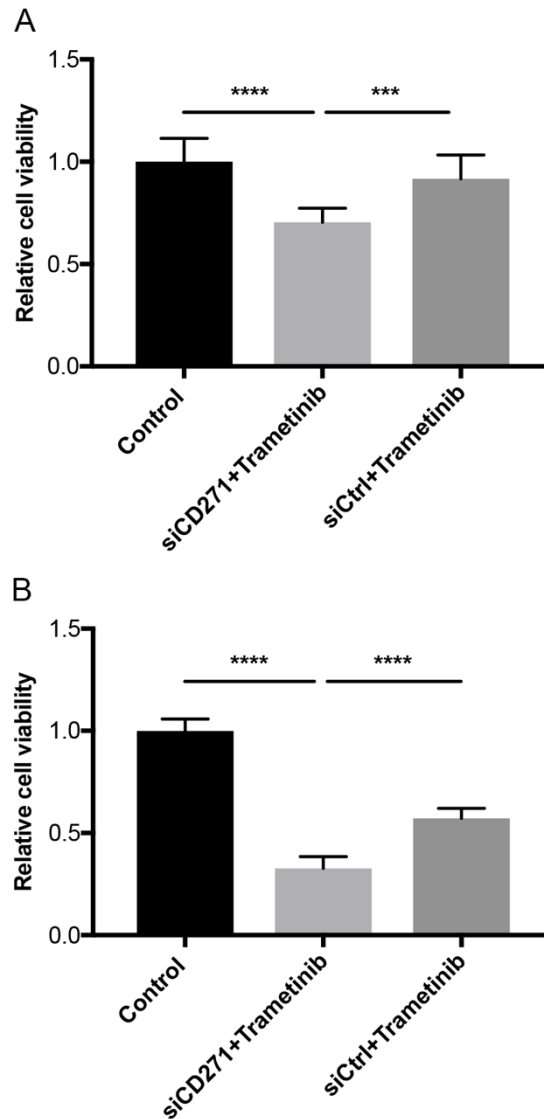 A
Relative cell viability
1.5
1.0
0.5
0.0
****
***
Control
siCD271+Trametinib
siCtrl+Trametinib
B
Relative cell viability
1.5
1.0
0.5
0.0
****
****
Control
siCD271+Trametinib
siCtrl+Trametinib